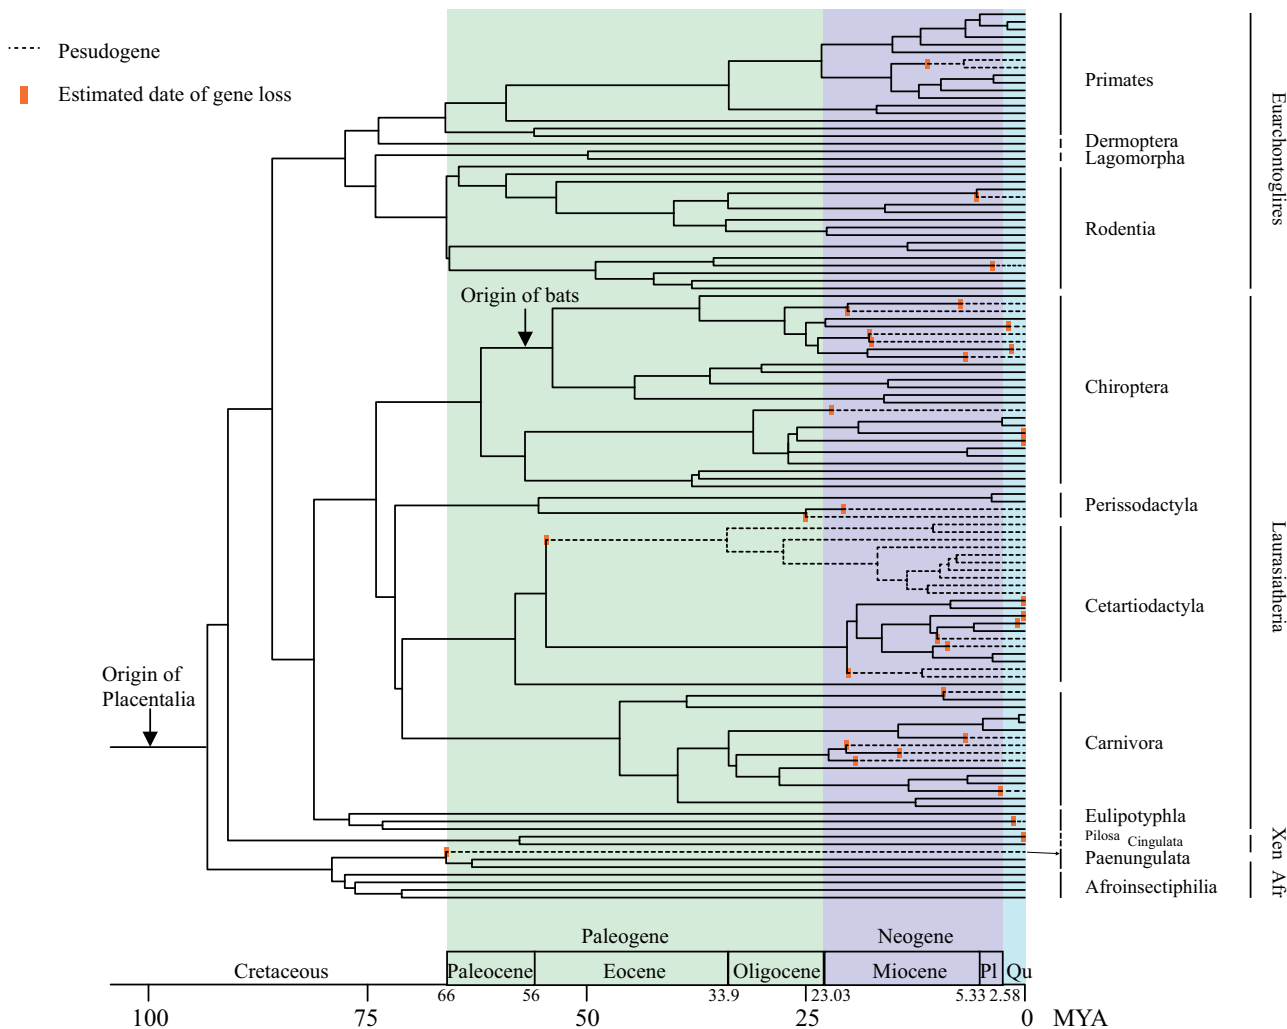 Pesudogene
Estimated date of gene loss
Primates
Dermoptera
Lagomorpha
Rodentia
Euarchontoglires
Origin of bats
Chiroptera
Perissodactyla
Cetartiodactyla
Laurasiatheria
Origin of
Placentalia
Carnivora
Eulipotyphla
Pilosa Cingulata
Xen
Paenungulata
Afroinsectiphilia
Afr
Paleogene Neogene
Cretaceous Paleocene Eocene Oligocene Miocene Pl Qu
66 56 33.9 23.03 5.33 2.58
100 75 50 25 0 MYA